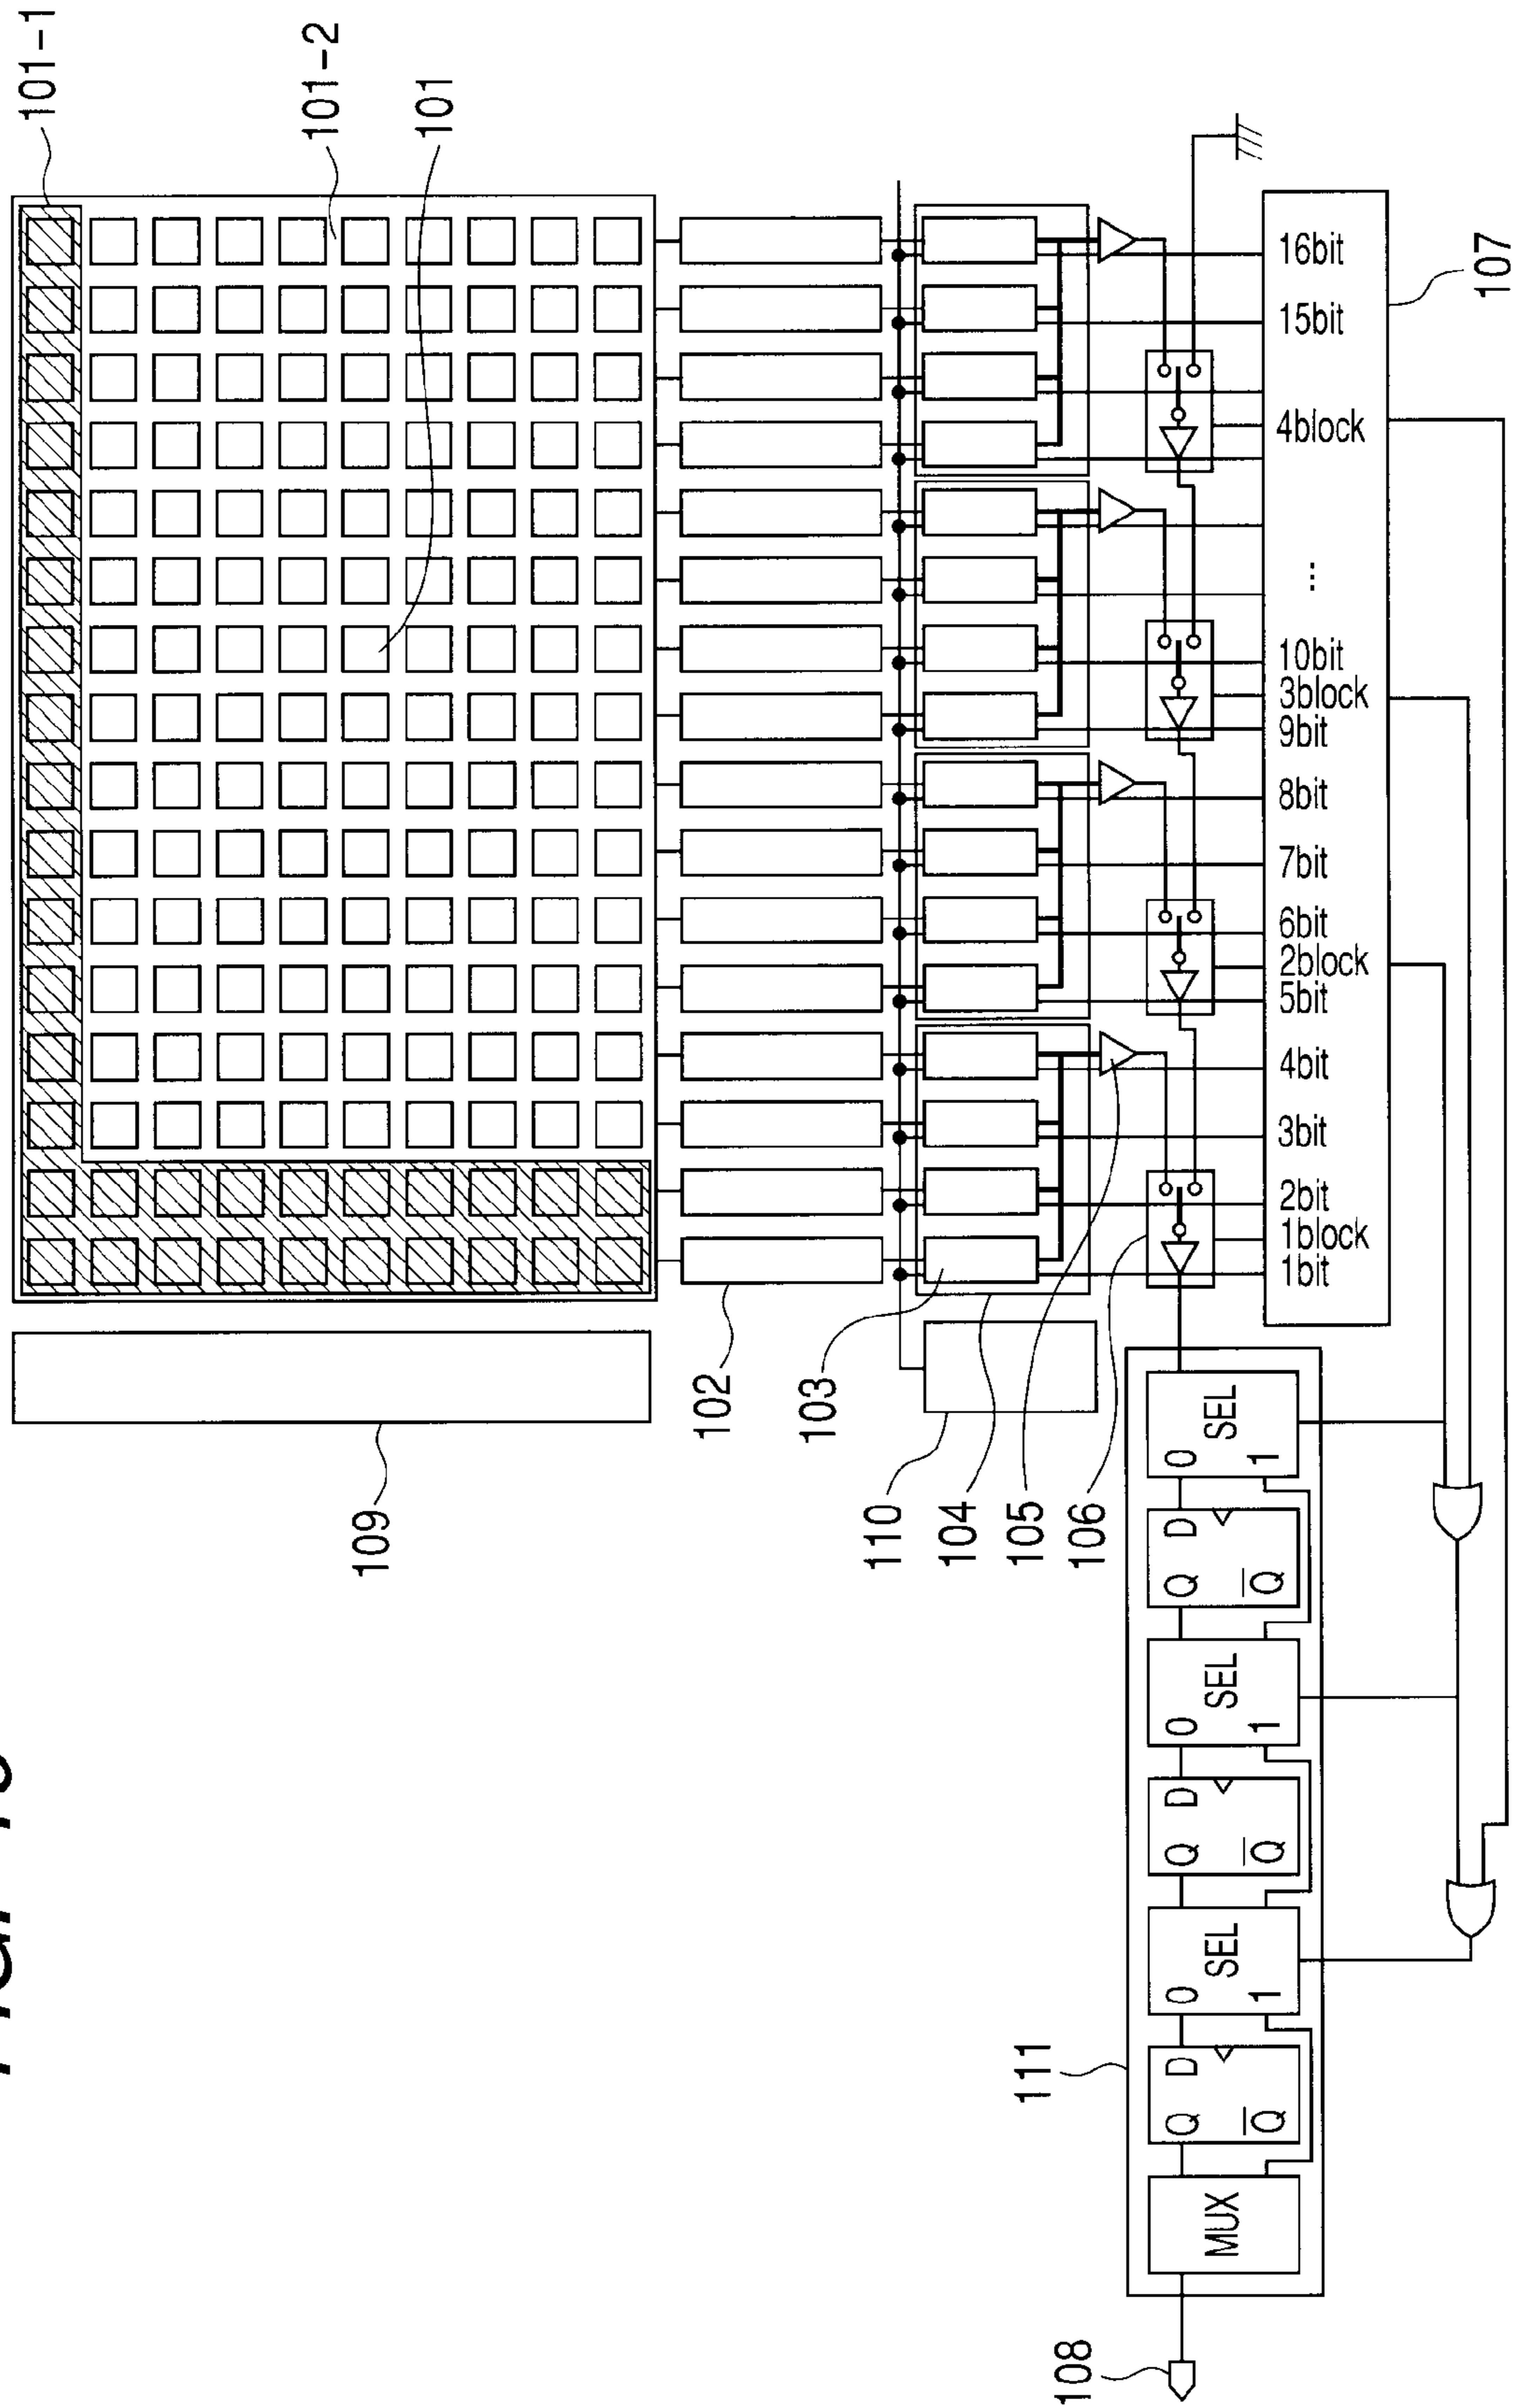 101-1
101-2
101
109
102
103
110
104
105
106
107
16bit
15bit
4block
...
10bit
3block
9bit
8bit
7bit
6bit
2block
5bit
4bit
3bit
2bit
1block
1bit
SEL
0
1
D
Q
Q
SEL
0
1
D
Q
Q
SEL
0
1
D
Q
Q
MUX
111
108